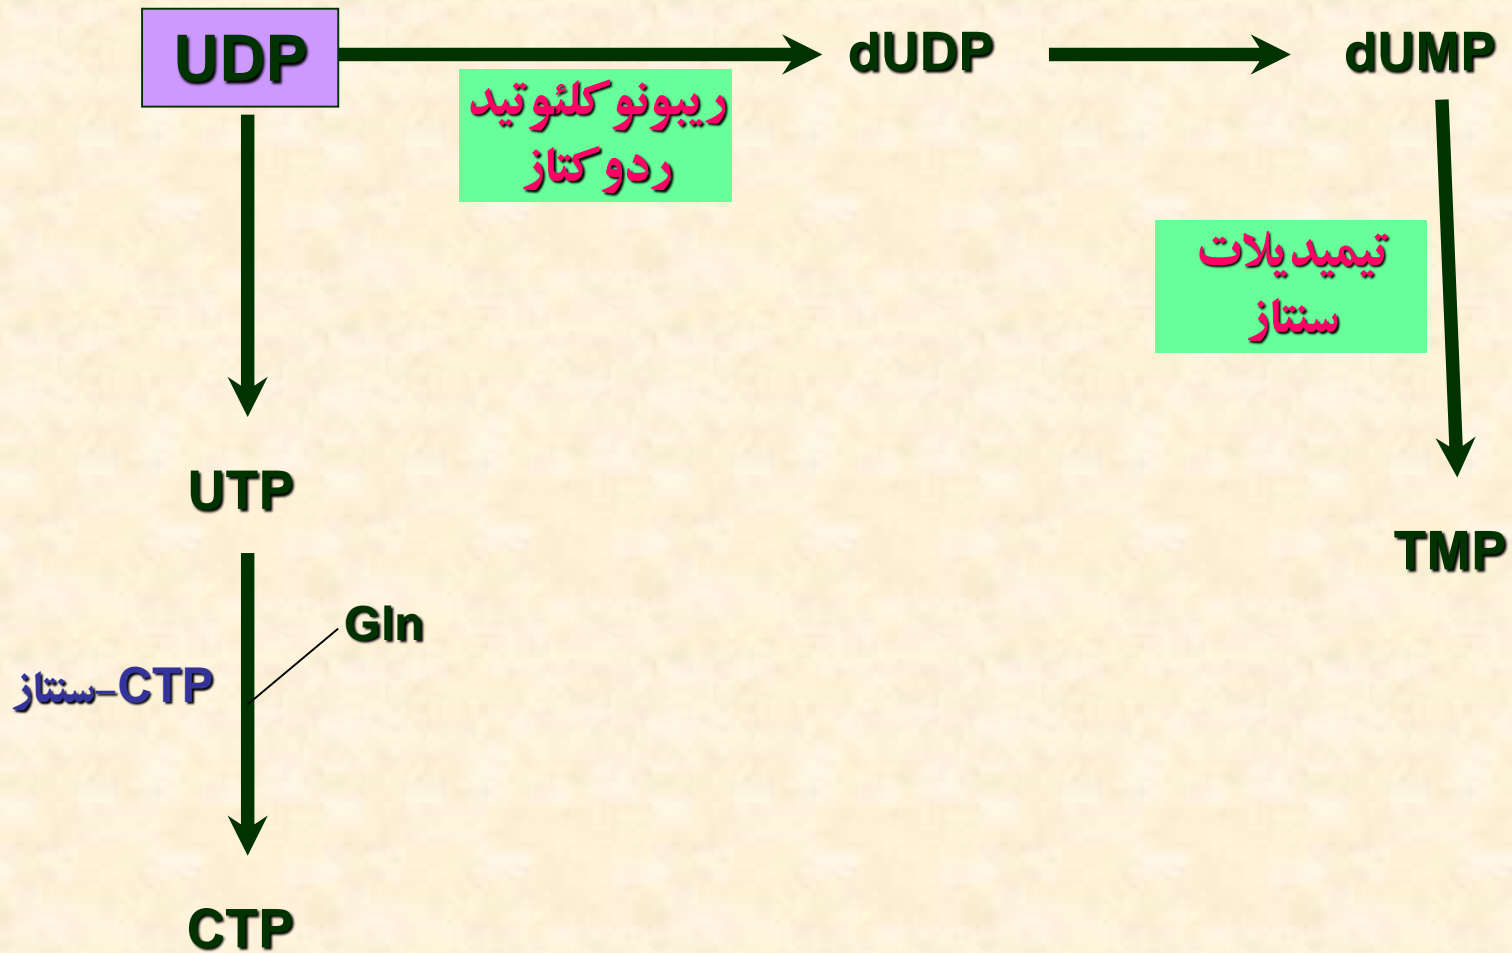 UDP
dUDP
dUMP
ریبونوکلئوتید
ردوکتاز
تیمیدیلات
سنتاز
UTP
TMP
Gln
CTP-سنتاز
CTP